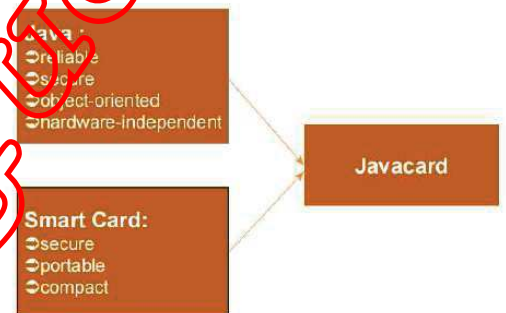 Java :
➲reliable
➲secure
➲object-oriented
➲hardware-independent
Javacard
Smart Card:
➲secure
➲portable
➲compact